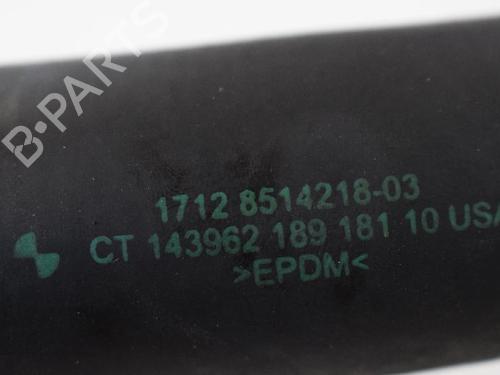 B-PARTS
1712 8514218-03
CT 143962 189 181 10 USA
>EPDM<